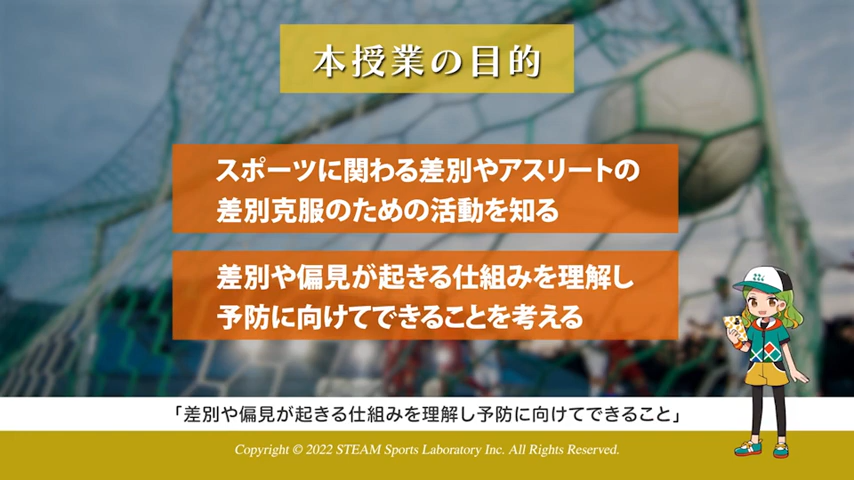 本授業の目的
スポーツに関わる差別やアスリートの
差別克服のための活動を知る
差別や偏見が起きる仕組みを理解し
予防に向けてできることを考える
「差別や偏見が起きる仕組みを理解し予防に向けてできること」
Copyright © 2022 STEAM Sports Laboratory Inc. All Rights Reserved.